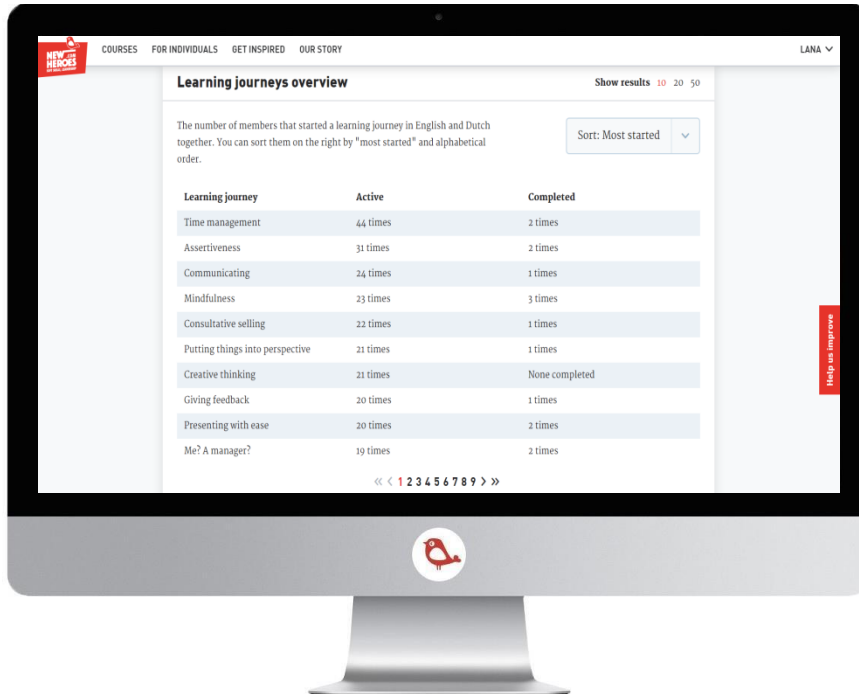 NEW HEROES
COURSES FOR INDIVIDUALS GET INSPIRED OUR STORY LANA
Learning journeys overview
Show results 10 20 50
The number of members that started a learning journey in English and Dutch
together. You can sort them on the right by "most started" and alphabetical
order.
Sort: Most started
Learning journey Active Completed
Time management 44 times 2 times
Assertiveness 31 times 2 times
Communicating 24 times 1 times
Mindfulness 23 times 3 times
Consultative selling 22 times 1 times
Putting things into perspective 21 times 1 times
Creative thinking 21 times None completed
Giving feedback 20 times 1 times
Presenting with ease 20 times 2 times
Me? A manager? 19 times 2 times
« < 1 2 3 4 5 6 7 8 9 > »
Help us improve